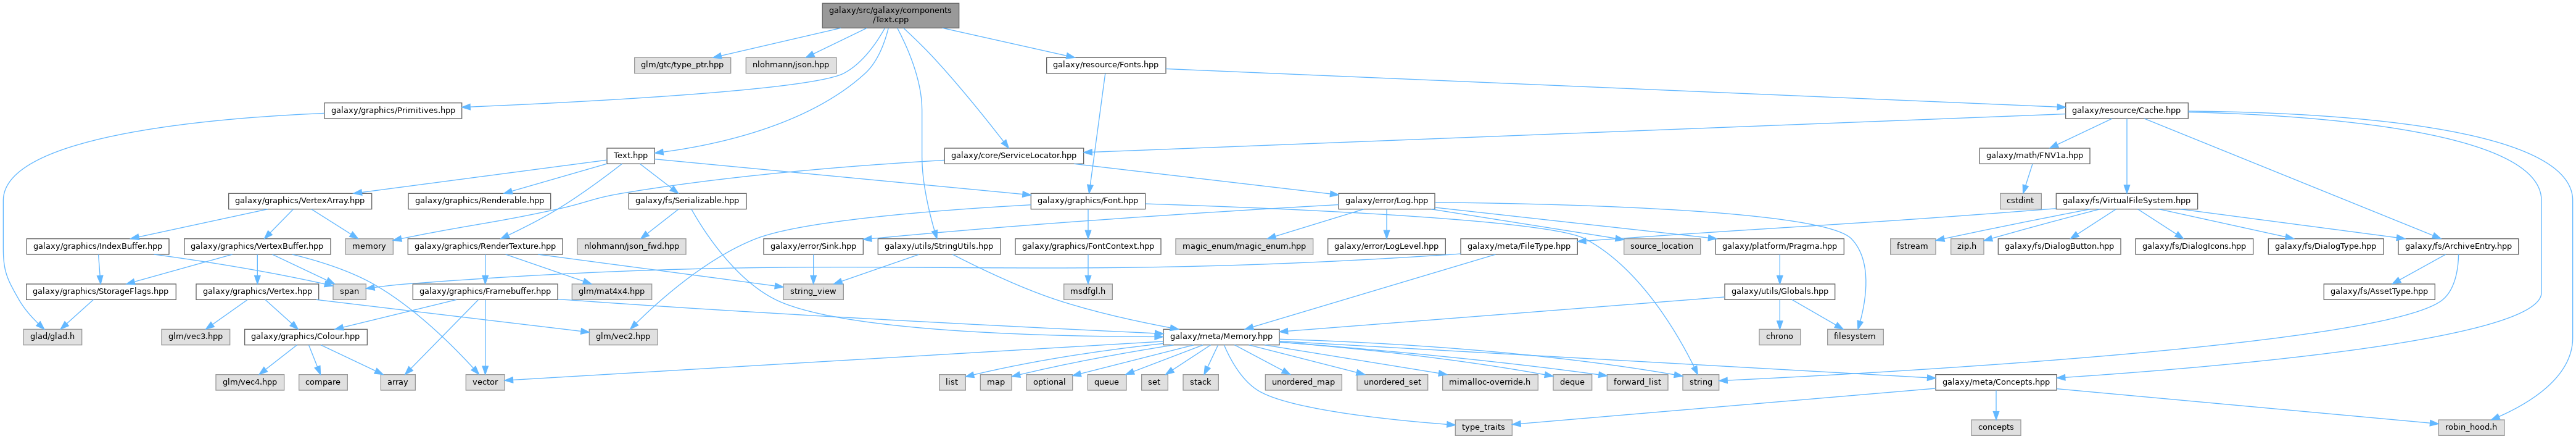 galaxy/src/galaxy/components
/Text.cpp
glm/gtc/type_ptr.hpp
nlohmann/json.hpp
galaxy/resource/Fonts.hpp
galaxy/graphics/Primitives.hpp
galaxy/resource/Cache.hpp
Text.hpp
galaxy/core/ServiceLocator.hpp
galaxy/math/FNV1a.hpp
galaxy/graphics/VertexArray.hpp
galaxy/graphics/Renderable.hpp
galaxy/fs/Serializable.hpp
galaxy/graphics/Font.hpp
galaxy/error/Log.hpp
cstdint
galaxy/fs/VirtualFileSystem.hpp
galaxy/graphics/IndexBuffer.hpp
galaxy/graphics/VertexBuffer.hpp
memory
galaxy/graphics/RenderTexture.hpp
nlohmann/json_fwd.hpp
galaxy/error/Sink.hpp
galaxy/utils/StringUtils.hpp
galaxy/graphics/FontContext.hpp
magic_enum/magic_enum.hpp
galaxy/error/LogLevel.hpp
galaxy/meta/FileType.hpp
source_location
galaxy/platform/Pragma.hpp
fstream
zip.h
galaxy/fs/DialogButton.hpp
galaxy/fs/DialogIcons.hpp
galaxy/fs/DialogType.hpp
galaxy/fs/ArchiveEntry.hpp
galaxy/graphics/StorageFlags.hpp
galaxy/graphics/Vertex.hpp
span
galaxy/graphics/Framebuffer.hpp
glm/mat4x4.hpp
string_view
msdfgl.h
galaxy/utils/Globals.hpp
galaxy/fs/AssetType.hpp
glad/glad.h
glm/vec3.hpp
galaxy/graphics/Colour.hpp
glm/vec2.hpp
galaxy/meta/Memory.hpp
chrono
filesystem
glm/vec4.hpp
compare
array
vector
list
map
optional
queue
set
stack
unordered_map
unordered_set
mimalloc-override.h
deque
forward_list
string
galaxy/meta/Concepts.hpp
type_traits
concepts
robin_hood.h